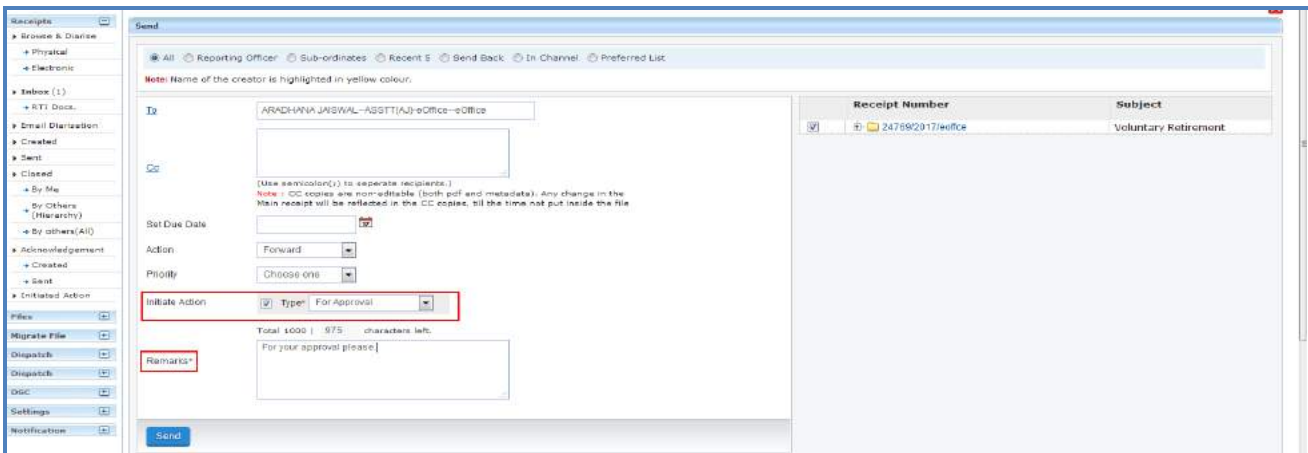 Receipts
Browse & Diarise
Physical
Electronic
Inbox (1)
RTI Docs.
Email Diarization
Created
Sent
Closed
By Me
By Others
(Hierarchy)
By others(All)
Acknowledgement
Created
Sent
Initiated Action
Files
Migrate File
Dispatch
Dispatch
DSC
Settings
Notification
Send
All Reporting Officer Sub-ordinates Recent 5 Send Back In Channel Preferred List
Note: Name of the creator is highlighted in yellow colour.
To ARADHANA JAISWAL--ASSTT(AJ)-eOffice--eOffice
Cc
(Use semicolon(;) to seperate recipients.)
Note : CC copies are non-editable (both pdf and metadata). Any change in the
Main receipt will be reflected in the CC copies, till the time not put inside the file
Set Due Date
Action Forward
Priority Choose one
Initiate Action Type* For Approval
Total 1000 | 975 characters left.
Remarks* For your approval please.
Send
Receipt Number Subject
24769/2017/eoffice Voluntary Retirement